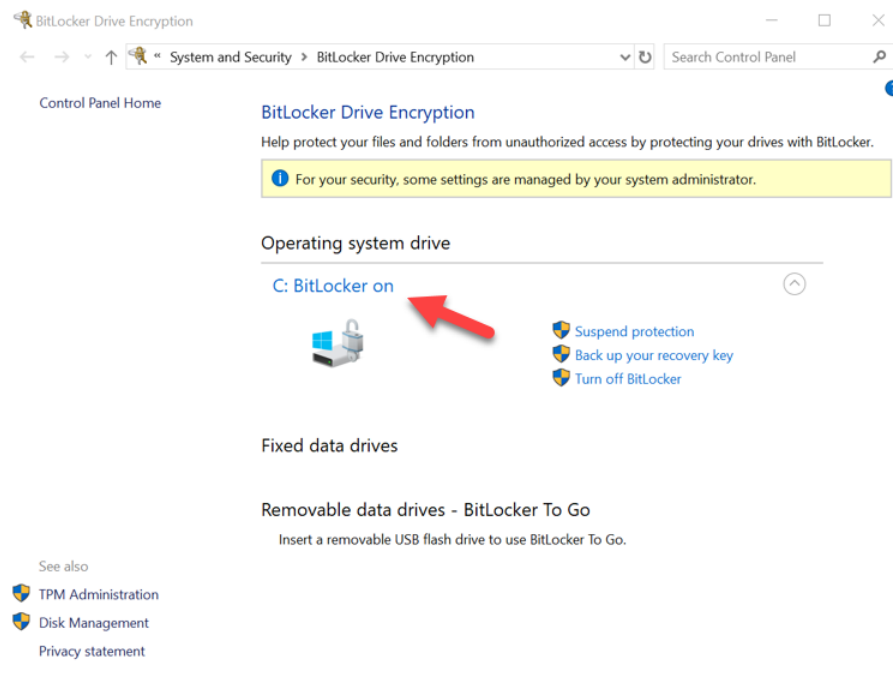 BitLocker Drive Encryption
« System and Security > BitLocker Drive Encryption
Search Control Panel
Control Panel Home
BitLocker Drive Encryption
Help protect your files and folders from unauthorized access by protecting your drives with BitLocker.
For your security, some settings are managed by your system administrator.
Operating system drive
C: BitLocker on
Suspend protection
Back up your recovery key
Turn off BitLocker
Fixed data drives
Removable data drives - BitLocker To Go
Insert a removable USB flash drive to use BitLocker To Go.
See also
TPM Administration
Disk Management
Privacy statement